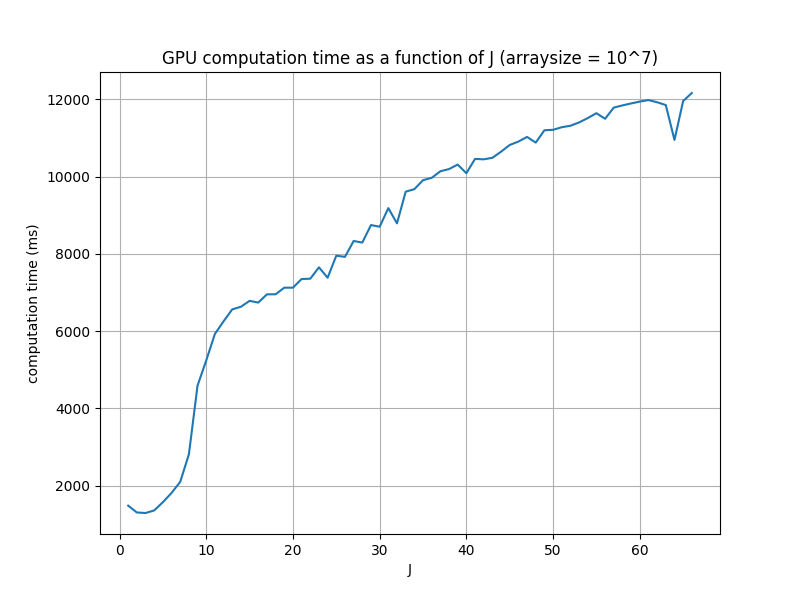 GPU computation time as a function of J (arraysize = 10^7)
12000
10000
8000
6000
4000
2000
computation time (ms)
0 10 20 30 40 50 60
J